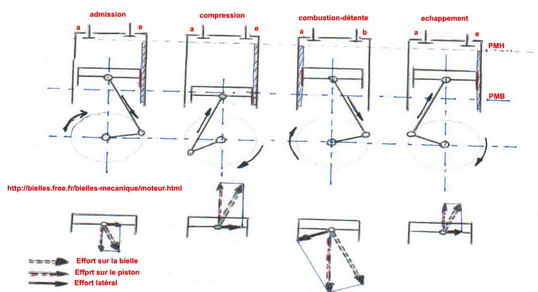 admission
compression
combustion-détente
echappement
a e
a e
a b
a e
PMH
PMB
http://bielles.free.fr/bielles-mecanique/moteur.html
Effort sur la bielle
Effprt sur le piston
Effort latéral